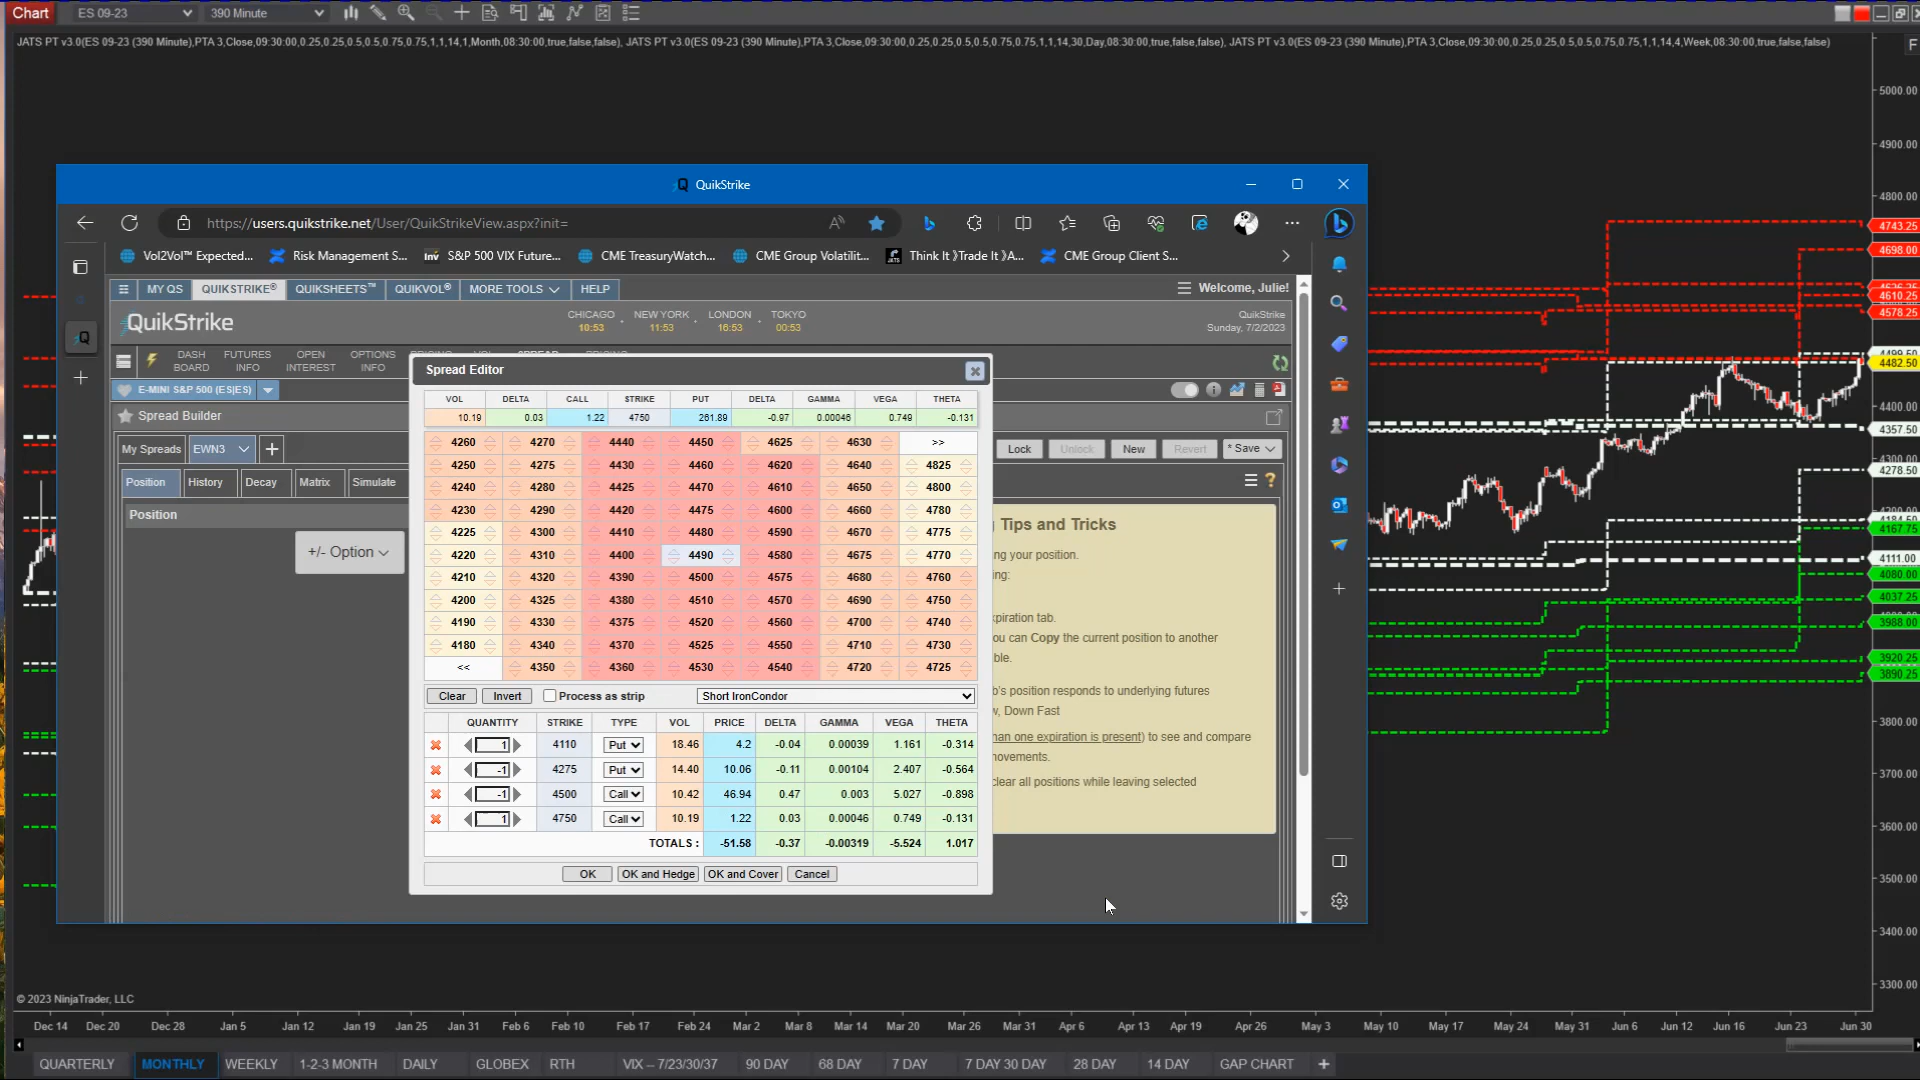 Chart ES 09-23 390 Minute
JATS PT v3.0(ES 09-23 (390 Minute),PTA 3,Close,09:30:00,0.25,0.25,0.5,0.5,0.75,0.75,1,1,14,1,Month,08:30:00,true,false,false), JATS PT v3.0(ES 09-23 (390 Minute),PTA 3,Close,09:30:00,0.25,0.25,0.5,0.5,0.75,0.75,1,1,14,30,Day,08:30:00,true,false,false), JATS PT v3.0(ES 09-23 (390 Minute),PTA 3,Close,09:30:00,0.25,0.25,0.5,0.5,0.75,0.75,1,1,14,4,Week,08:30:00,true,false,false)
F
5000.00
4900.00
4800.00
4743.25
4698.00
4610.25
4578.25
4499.50
4482.50
4400.00
4357.50
4278.50
4184.50
4167.75
4111.00
4080.00
4037.25
3988.00
3920.25
3890.25
3800.00
3700.00
3600.00
3500.00
3400.00
3300.00
QuikStrike
https://users.quikstrike.net/User/QuikStrikeView.aspx?init=
Vol2Vol™ Expected... Risk Management S... S&P 500 VIX Future... CME TreasuryWatch... CME Group Volatilit... Think It》Trade It》A... CME Group Client S...
MY QS QUIKSTRIKE® QUIKSHEETS™ QUIKVOL® MORE TOOLS HELP Welcome, Julie!
QuikStrike
CHICAGO NEW YORK LONDON TOKYO
10:53 11:53 16:53 00:53
QuikStrike
Sunday, 7/2/2023
DASH BOARD FUTURES INFO OPEN INTEREST OPTIONS INFO
E-MINI S&P 500 (ES|ES)
Spread Builder
My Spreads EWN3 +
Lock Unlock New Revert * Save
Position History Decay Matrix Simulate
Position
+/- Option
Tips and Tricks
ng your position.
ing:
xpiration tab.
ou can Copy the current position to another
ble.
b's position responds to underlying futures
w, Down Fast
han one expiration is present) to see and compare
ovements.
clear all positions while leaving selected
Spread Editor
VOL DELTA CALL STRIKE PUT DELTA GAMMA VEGA THETA
10.19 0.03 1.22 4750 261.89 -0.97 0.00046 0.749 -0.131
4260 4270 4440 4450 4625 4630 >>
4250 4275 4430 4460 4620 4640 4825
4240 4280 4425 4470 4610 4650 4800
4230 4290 4420 4475 4600 4660 4780
4225 4300 4410 4480 4590 4670 4775
4220 4310 4400 4490 4580 4675 4770
4210 4320 4390 4500 4575 4680 4760
4200 4325 4380 4510 4570 4690 4750
4190 4330 4375 4520 4560 4700 4740
4180 4340 4370 4525 4550 4710 4730
<< 4350 4360 4530 4540 4720 4725
Clear Invert Process as strip Short IronCondor
QUANTITY STRIKE TYPE VOL PRICE DELTA GAMMA VEGA THETA
1 4110 Put 18.46 4.2 -0.04 0.00039 1.161 -0.314
-1 4275 Put 14.40 10.06 -0.11 0.00104 2.407 -0.564
-1 4500 Call 10.42 46.94 0.47 0.003 5.027 -0.898
1 4750 Call 10.19 1.22 0.03 0.00046 0.749 -0.131
TOTALS : -51.58 -0.37 -0.00319 -5.524 1.017
OK OK and Hedge OK and Cover Cancel
© 2023 NinjaTrader, LLC
Dec 14 Dec 20 Dec 28 Jan 5 Jan 12 Jan 19 Jan 25 Jan 31 Feb 6 Feb 10 Feb 17 Feb 24 Mar 2 Mar 8 Mar 14 Mar 20 Mar 26 Mar 31 Apr 6 Apr 13 Apr 19 Apr 26 May 3 May 10 May 17 May 24 May 31 Jun 6 Jun 12 Jun 16 Jun 23 Jun 30
QUARTERLY MONTHLY WEEKLY 1-2-3 MONTH DAILY GLOBEX RTH VIX -- 7/23/30/37 90 DAY 68 DAY 7 DAY 7 DAY 30 DAY 28 DAY 14 DAY GAP CHART +